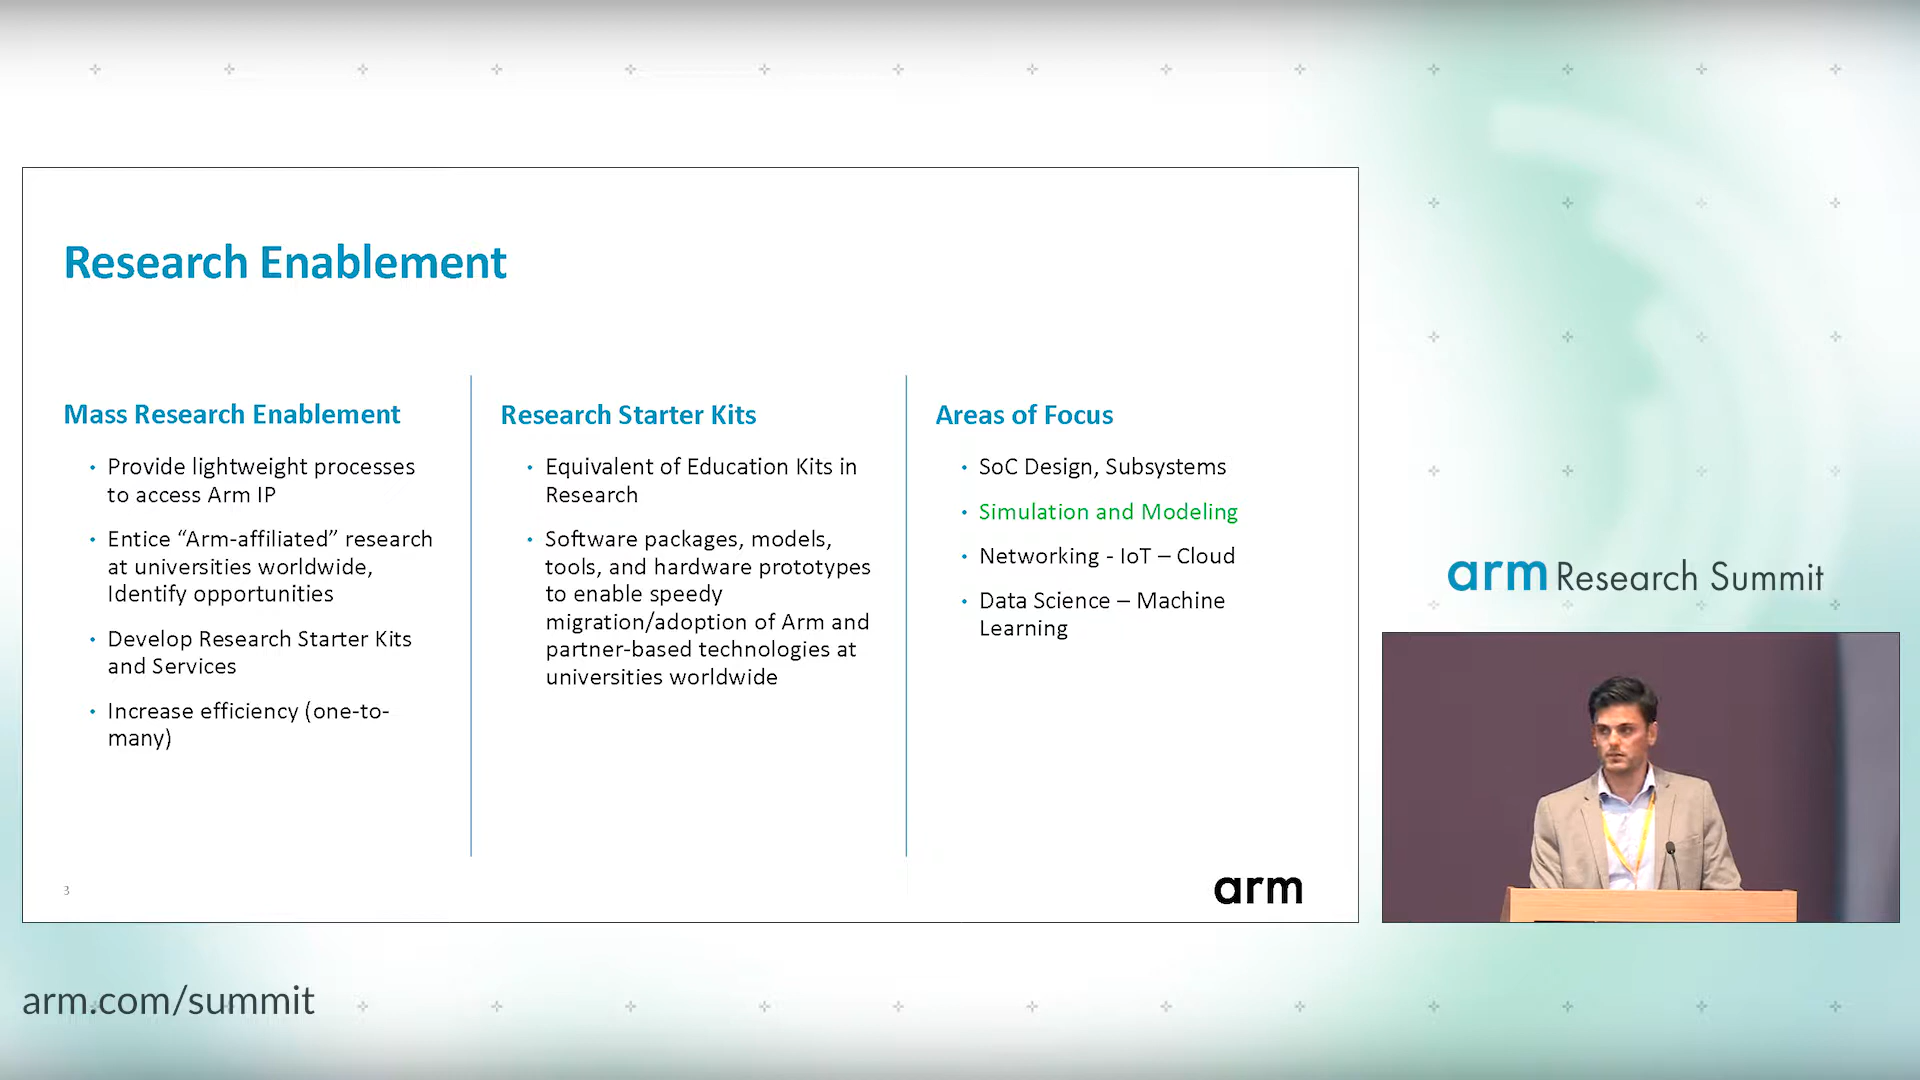 Research Enablement
Mass Research Enablement
• Provide lightweight processes
to access Arm IP
• Entice “Arm-affiliated” research
at universities worldwide,
Identify opportunities
• Develop Research Starter Kits
and Services
• Increase efficiency (one-to-
many)
Research Starter Kits
• Equivalent of Education Kits in
Research
• Software packages, models,
tools, and hardware prototypes
to enable speedy
migration/adoption of Arm and
partner-based technologies at
universities worldwide
Areas of Focus
• SoC Design, Subsystems
• Simulation and Modeling
• Networking - IoT – Cloud
• Data Science – Machine
Learning
3
arm
arm Research Summit
arm.com/summit